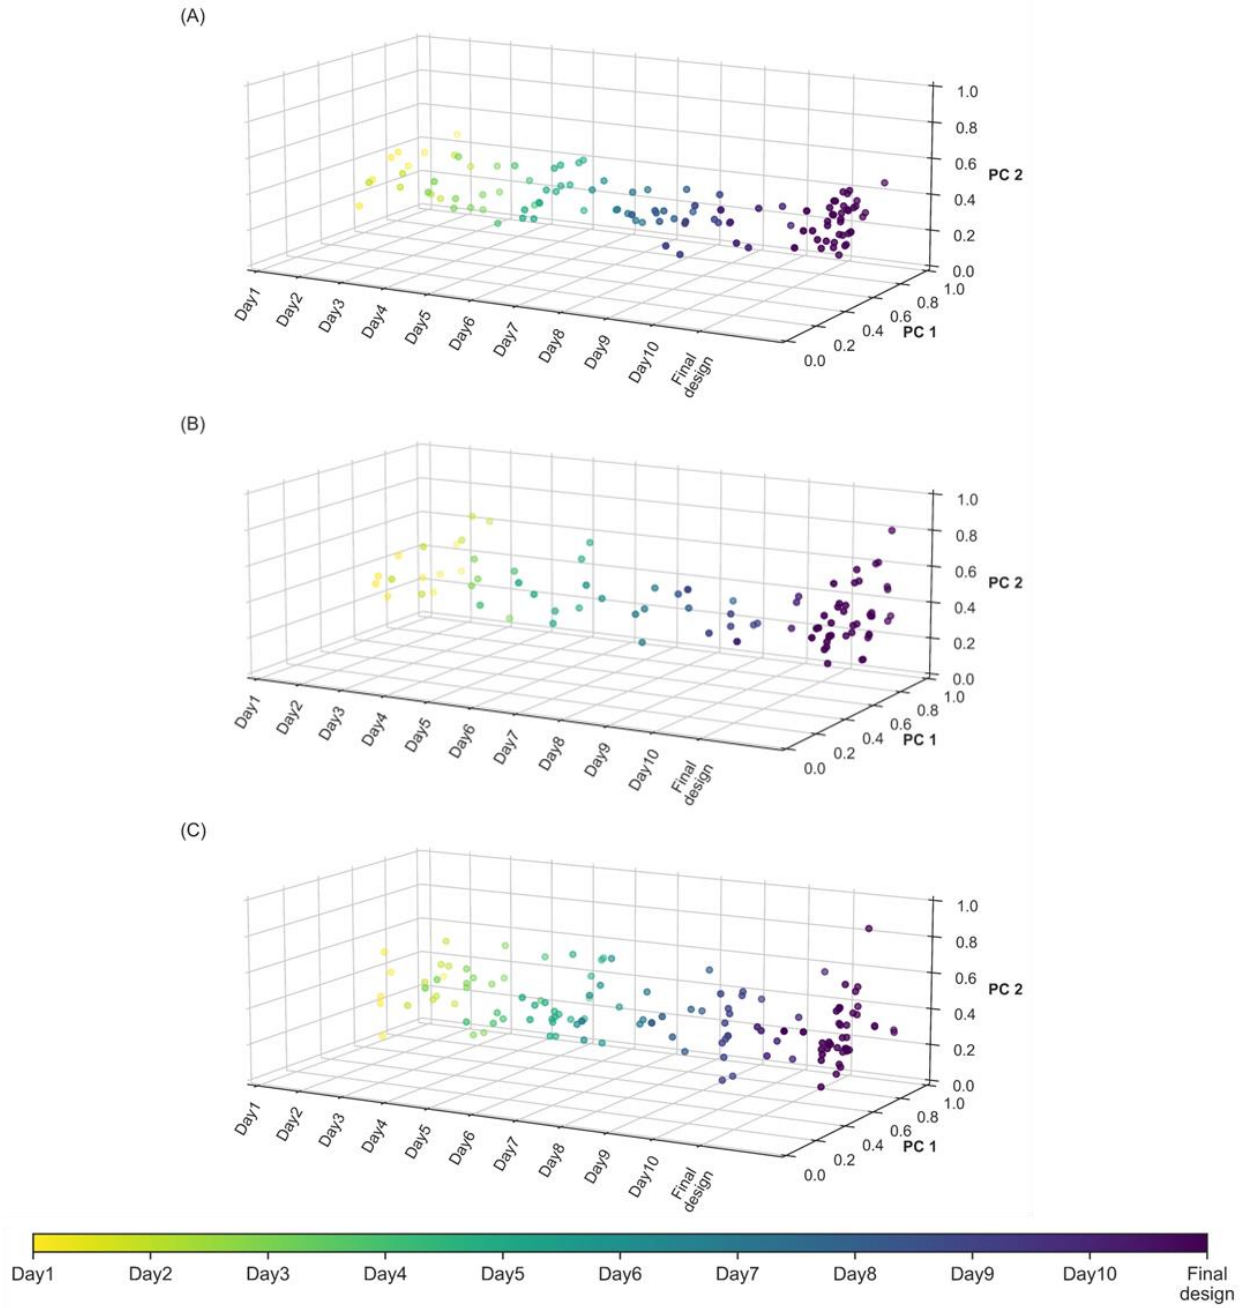 (A)
1.0
0.8
0.6
PC 2
0.4
0.2
0.0
1.0
0.8
0.6
0.4
PC 1
0.2
0.0
Day1
Day2
Day3
Day4
Day5
Day6
Day7
Day8
Day9
Day10
Final
design
(B)
1.0
0.8
0.6
PC 2
0.4
0.2
0.0
1.0
0.8
0.6
0.4
PC 1
0.2
0.0
Day1
Day2
Day3
Day4
Day5
Day6
Day7
Day8
Day9
Day10
Final
design
(C)
1.0
0.8
0.6
PC 2
0.4
0.2
0.0
1.0
0.8
0.6
0.4
PC 1
0.2
0.0
Day1
Day2
Day3
Day4
Day5
Day6
Day7
Day8
Day9
Day10
Final
design
Day1 Day2 Day3 Day4 Day5 Day6 Day7 Day8 Day9 Day10 Final
design